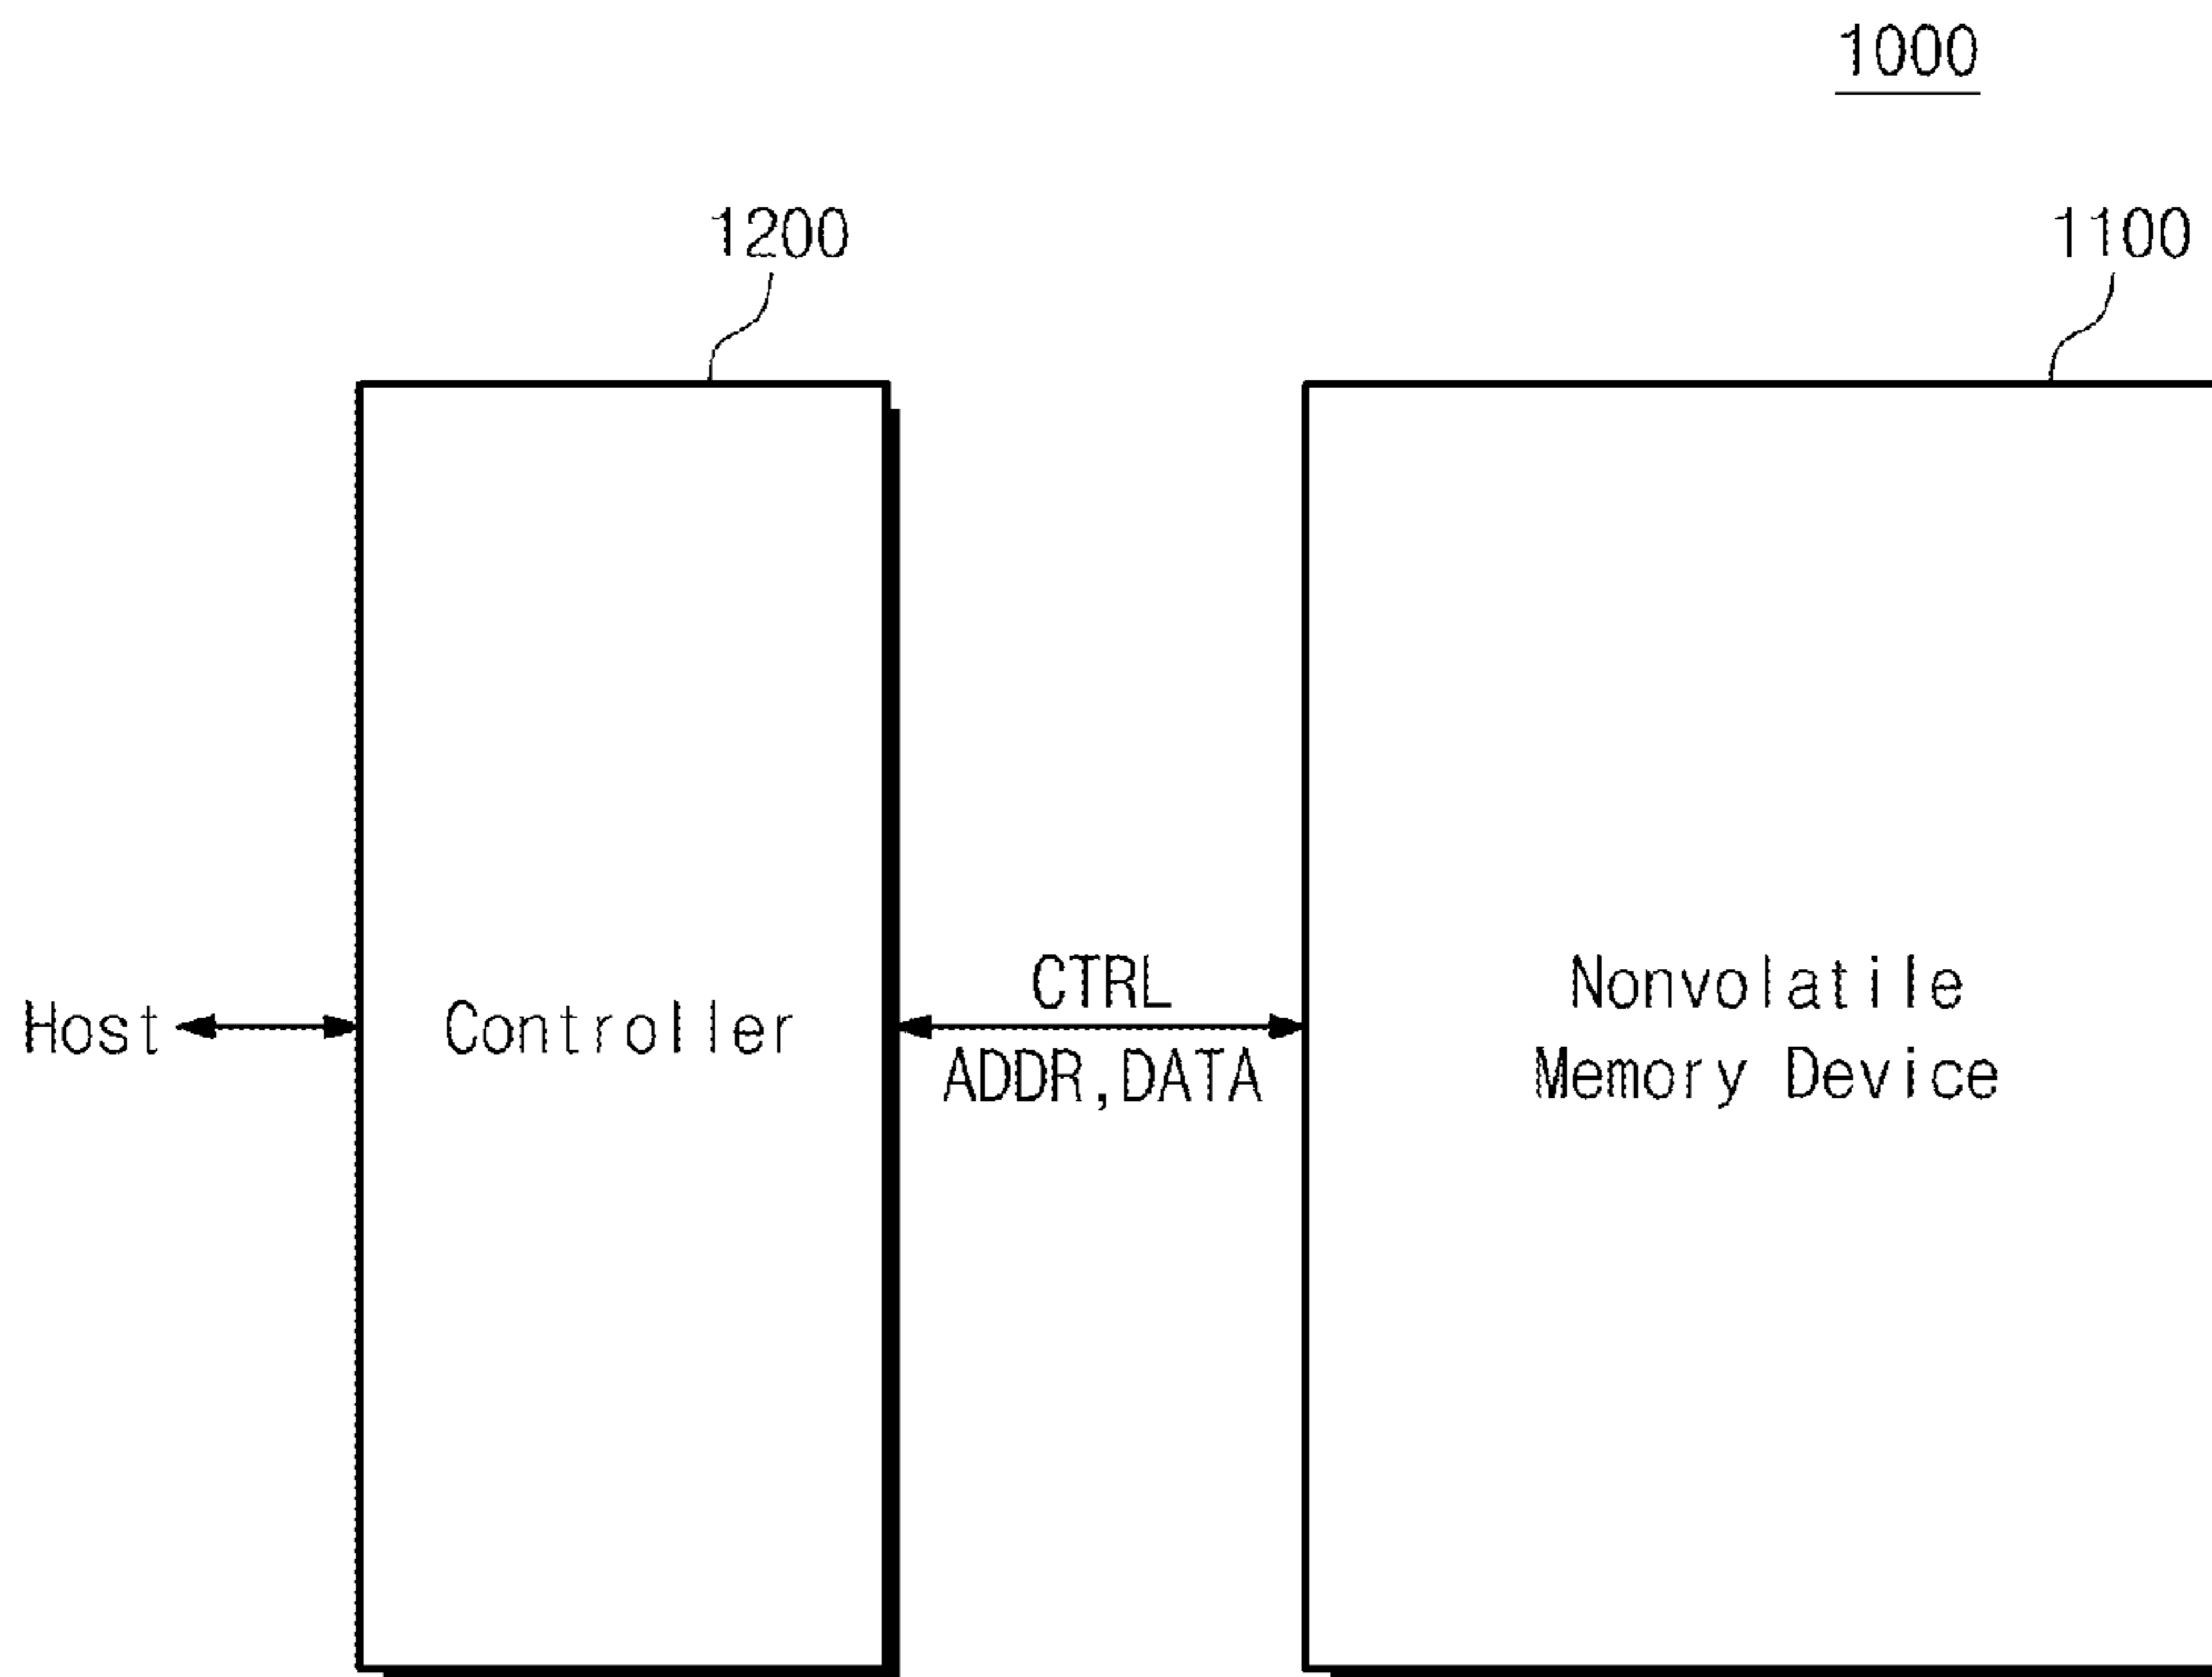 1000
1200
1100
CTRL
Host
Controller
ADDR,DATA
Nonvolatile
Memory Device